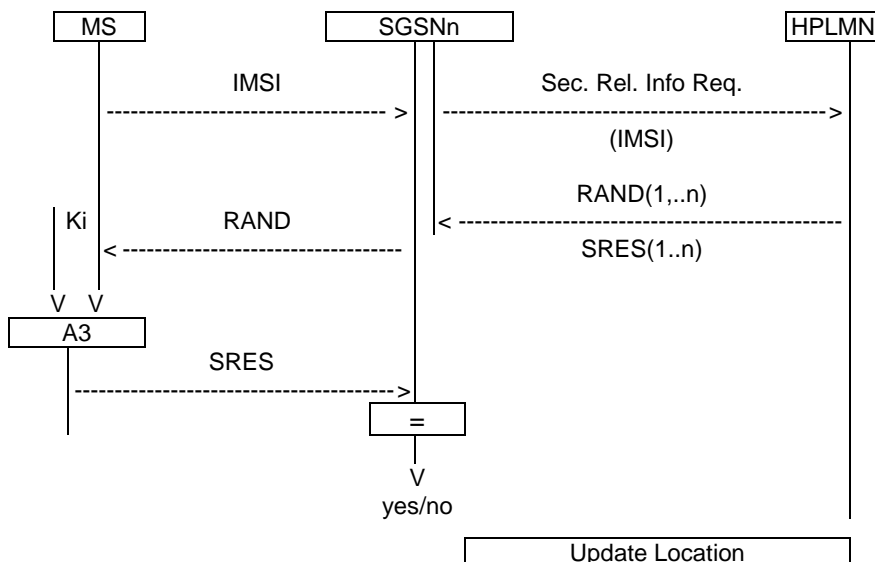 MS SGSNn HPLMN
IMSI Sec. Rel. Info Req.
(IMSI)
RAND(1,..n)
Ki RAND
SRES(1..n)
V V
A3
SRES
=
V
yes/no
Update Location